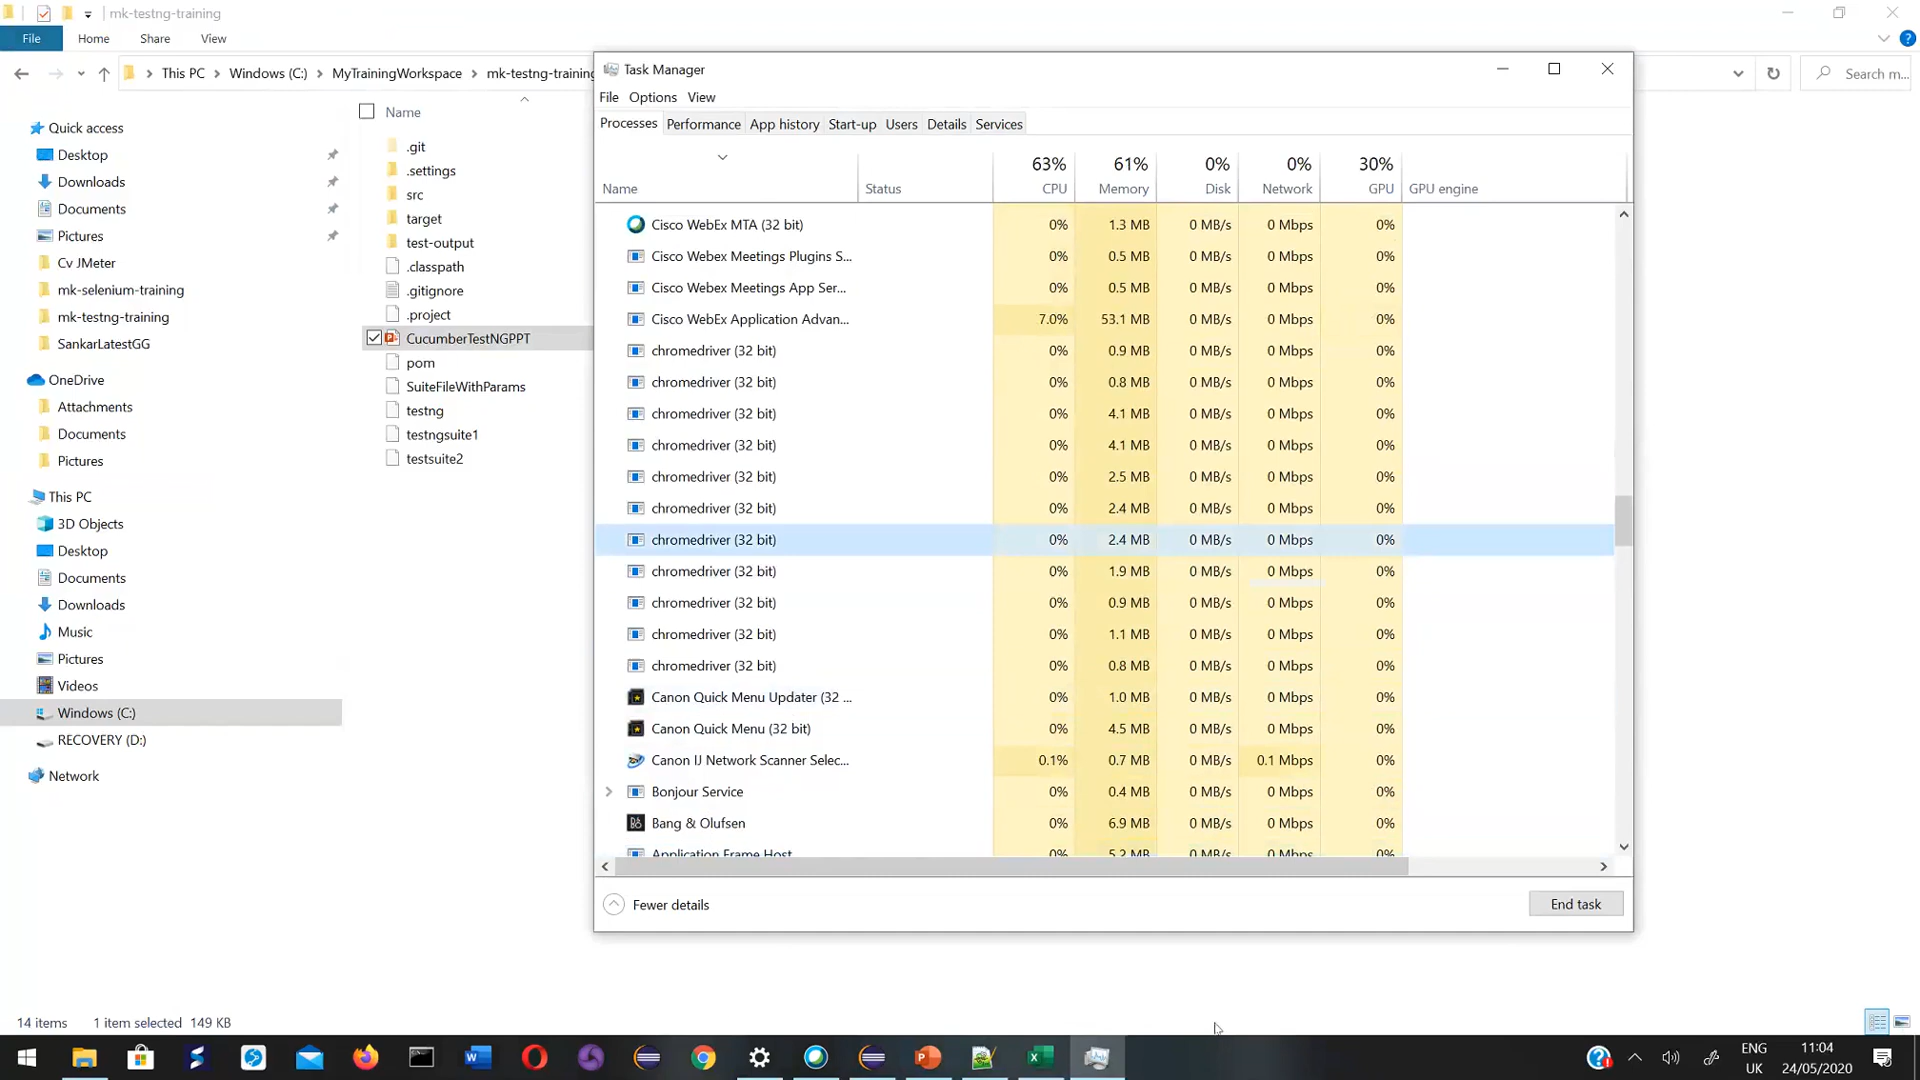 mk-testng-training
File Home Share View
This PC Windows (C:) MyTrainingWorkspace mk-testng-training
Search m...
Quick access
Desktop
Downloads
Documents
Pictures
Cv JMeter
mk-selenium-training
mk-testng-training
SankarLatestGG
OneDrive
Attachments
Documents
Pictures
This PC
3D Objects
Desktop
Documents
Downloads
Music
Pictures
Videos
Windows (C:)
RECOVERY (D:)
Network
Name
.git
.settings
src
target
test-output
.classpath
.gitignore
.project
CucumberTestNGPPT
pom
SuiteFileWithParams
testng
testngsuite1
testsuite2
Task Manager
File Options View
Processes Performance App history Start-up Users Details Services
63% 61% 0% 0% 30%
Name Status CPU Memory Disk Network GPU GPU engine
Cisco WebEx MTA (32 bit) 0% 1.3 MB 0 MB/s 0 Mbps 0%
Cisco Webex Meetings Plugins S... 0% 0.5 MB 0 MB/s 0 Mbps 0%
Cisco Webex Meetings App Ser... 0% 0.5 MB 0 MB/s 0 Mbps 0%
Cisco WebEx Application Advan... 7.0% 53.1 MB 0 MB/s 0 Mbps 0%
chromedriver (32 bit) 0% 0.9 MB 0 MB/s 0 Mbps 0%
chromedriver (32 bit) 0% 0.8 MB 0 MB/s 0 Mbps 0%
chromedriver (32 bit) 0% 4.1 MB 0 MB/s 0 Mbps 0%
chromedriver (32 bit) 0% 4.1 MB 0 MB/s 0 Mbps 0%
chromedriver (32 bit) 0% 2.5 MB 0 MB/s 0 Mbps 0%
chromedriver (32 bit) 0% 2.4 MB 0 MB/s 0 Mbps 0%
chromedriver (32 bit) 0% 2.4 MB 0 MB/s 0 Mbps 0%
chromedriver (32 bit) 0% 1.9 MB 0 MB/s 0 Mbps 0%
chromedriver (32 bit) 0% 0.9 MB 0 MB/s 0 Mbps 0%
chromedriver (32 bit) 0% 1.1 MB 0 MB/s 0 Mbps 0%
chromedriver (32 bit) 0% 0.8 MB 0 MB/s 0 Mbps 0%
Canon Quick Menu Updater (32 ... 0% 1.0 MB 0 MB/s 0 Mbps 0%
Canon Quick Menu (32 bit) 0% 4.5 MB 0 MB/s 0 Mbps 0%
Canon IJ Network Scanner Selec... 0.1% 0.7 MB 0 MB/s 0.1 Mbps 0%
Bonjour Service 0% 0.4 MB 0 MB/s 0 Mbps 0%
Bang & Olufsen 0% 6.9 MB 0 MB/s 0 Mbps 0%
Application Frame Host 0% 5.2 MB 0 MB/s 0 Mbps 0%
Fewer details End task
14 items 1 item selected 149 KB
ENG 11:04
UK 24/05/2020